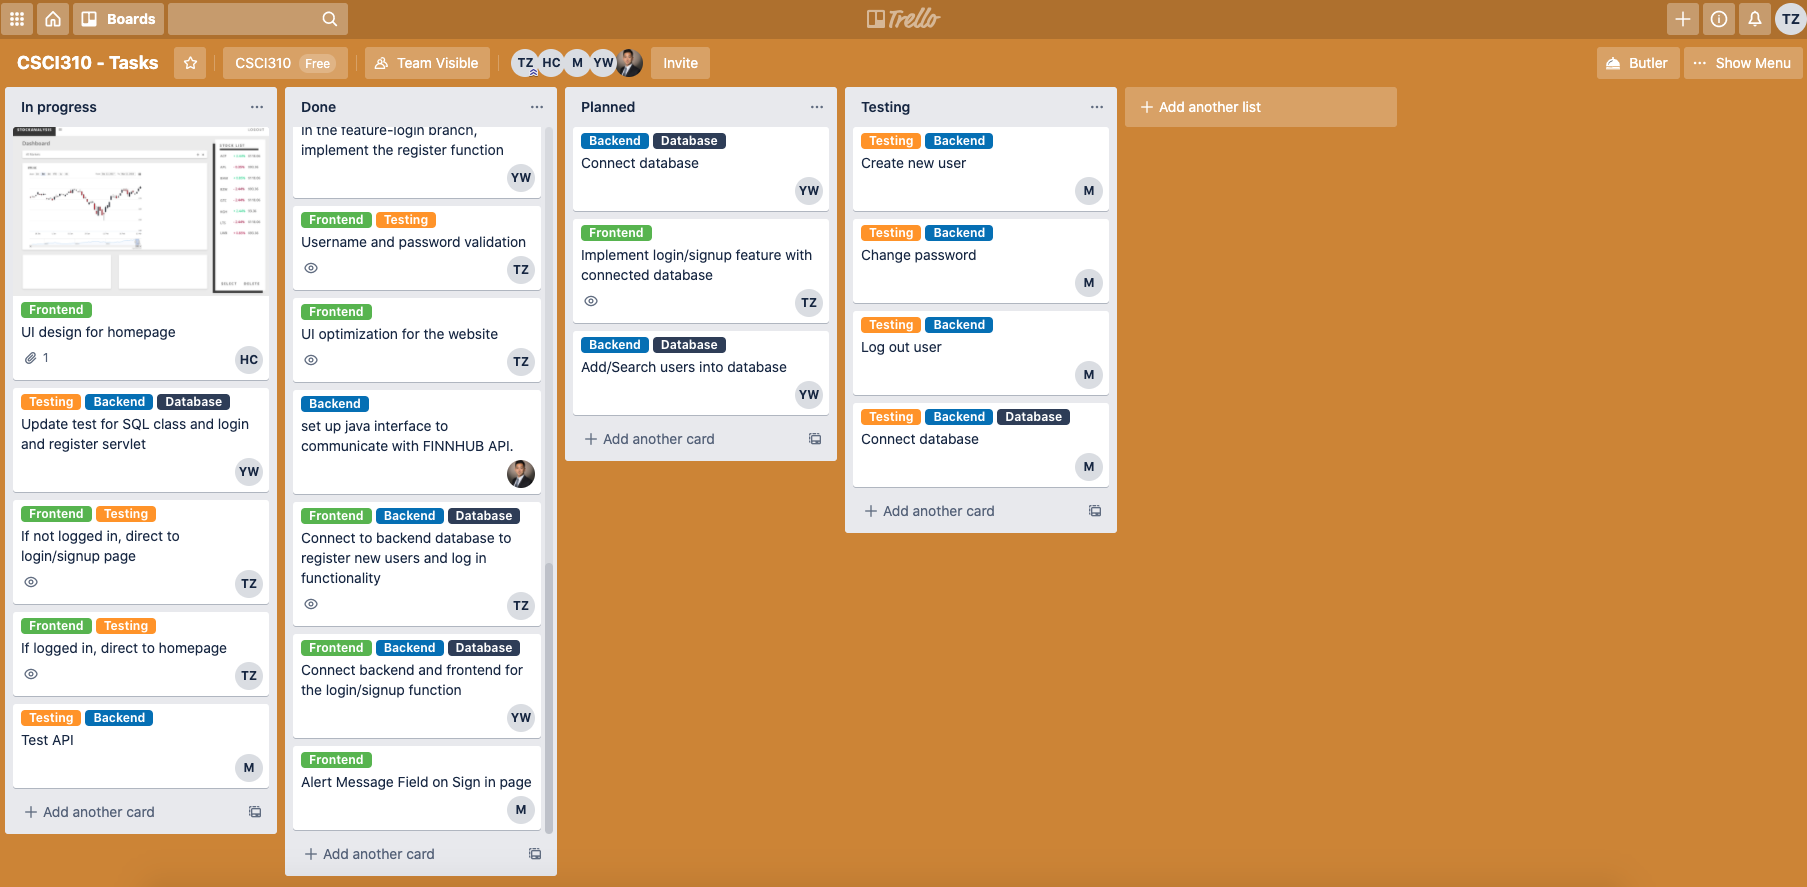 Boards
Trello
TZ
CSCI310 - Tasks
CSCI310 Free
Team Visible
TZ HC M YW
Invite
Butler
Show Menu
In progress
STOCK ANALYSIS
Dashboard
STOCK LIST
SELECT
Frontend
UI design for homepage
1
HC
Testing Backend Database
Update test for SQL class and login
and register servlet
YW
Frontend Testing
If not logged in, direct to
login/signup page
TZ
Frontend Testing
If logged in, direct to homepage
TZ
Testing Backend
Test API
M
Add another card
Done
In the feature-login branch,
implement the register function
YW
Frontend Testing
Username and password validation
TZ
Frontend
UI optimization for the website
TZ
Backend
set up java interface to
communicate with FINNHUB API.
Frontend Backend Database
Connect to backend database to
register new users and log in
functionality
TZ
Frontend Backend Database
Connect backend and frontend for
the login/signup function
YW
Frontend
Alert Message Field on Sign in page
M
Add another card
Planned
Backend Database
Connect database
YW
Frontend
Implement login/signup feature with
connected database
TZ
Backend Database
Add/Search users into database
YW
Add another card
Testing
Testing Backend
Create new user
M
Testing Backend
Change password
M
Testing Backend
Log out user
M
Testing Backend Database
Connect database
M
Add another card
Add another list